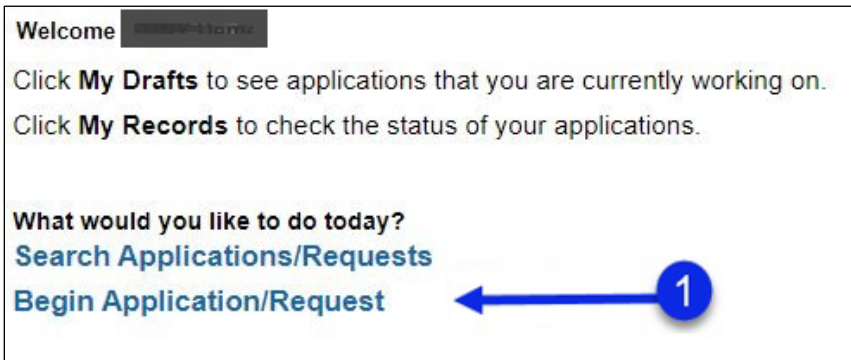 Welcome
Click My Drafts to see applications that you are currently working on.
Click My Records to check the status of your applications.
What would you like to do today?
Search Applications/Requests
Begin Application/Request
1